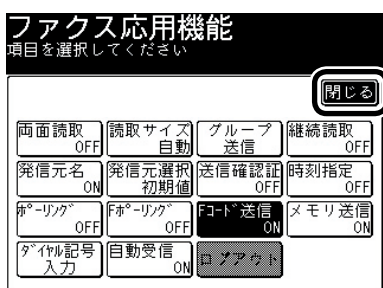 ファクス応用機能
項目を選択してください
閉じる
両面読取 読取サイズ グループ 継続読取
OFF 自動 送信 OFF
発信元名 発信元選択 送信確認証 時刻指定
ON 初期値 OFF OFF
ﾎﾟｰﾘﾝｸﾞ Fﾎﾟｰﾘﾝｸﾞ Fｺｰﾄﾞ送信 メモリ送信
OFF OFF ON ON
ﾀﾞｲﾔﾙ記号 自動受信 ログアウト
入力 ON